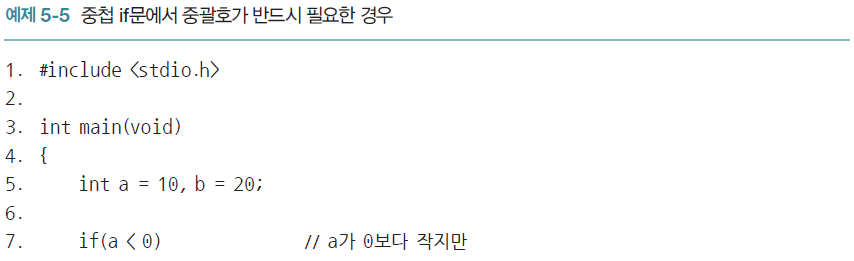 예제 5-5 중첩 if문에서 중괄호가 반드시 필요한 경우
1. #include <stdio.h>
2.
3. int main(void)
4. {
5. int a = 10, b = 20;
6.
7. if(a < 0) // a가 0보다 작지만